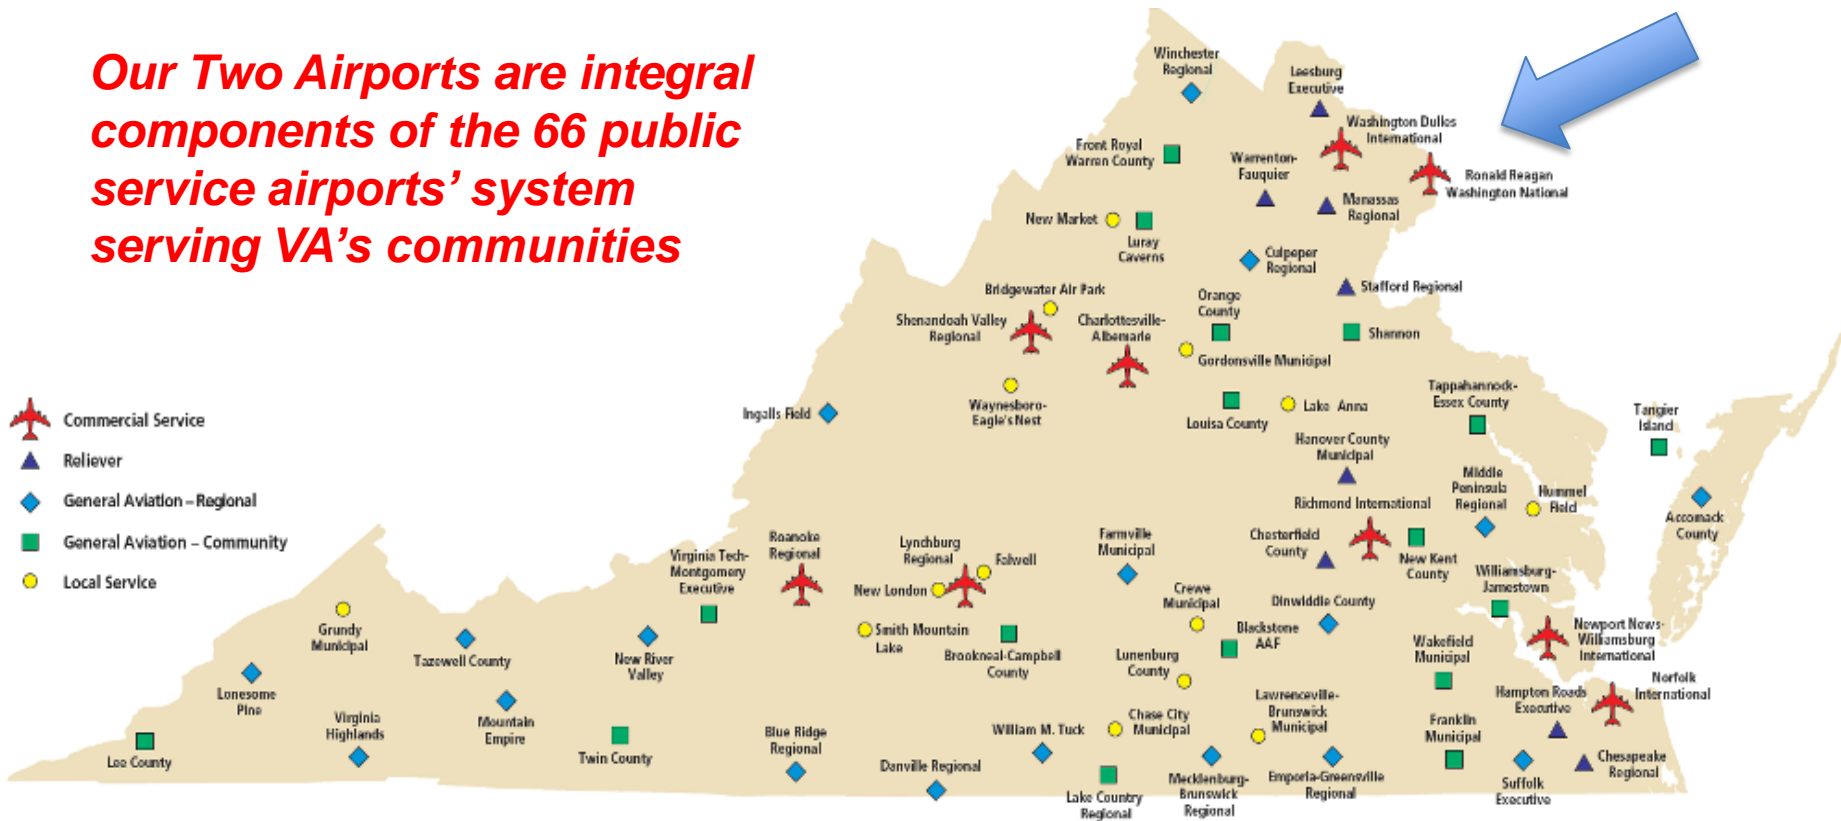 Our Two Airports are integral
components of the 66 public
service airports’ system
serving VA’s communities
Commercial Service
Reliever
General Aviation – Regional
General Aviation – Community
Local Service
Winchester
Regional
Leesburg
Executive
Washington Dulles
International
Ronald Reagan
Washington National
Front Royal
Warren County
Warrenton-
Fauquier
Manassas
Regional
New Market
Luray
Caverns
Culpeper
Regional
Stafford Regional
Bridgewater Air Park
Orange
County
Shenandoah Valley
Regional
Charlottesville-
Albemarle
Shannon
Gordonsville Municipal
Ingalls Field
Waynesboro-
Eagle's Nest
Louisa County
Lake Anna
Tappahannock-
Essex County
Tangier
Island
Hanover County
Municipal
Middle
Peninsula
Regional
Hummel
Field
Accomack
County
Richmond International
Chesterfield
County
New Kent
County
Williamsburg-
Jamestown
Roanoke
Regional
Lynchburg
Regional
Falwell
New London
Farmville
Municipal
Virginia Tech-
Montgomery
Executive
Crewe
Municipal
Dinwiddie County
Blackstone
AAF
Newport News-
Williamsburg
International
Grundy
Municipal
Tazewell County
New River
Valley
Smith Mountain
Lake
Brookneal-Campbell
County
Lunenburg
County
Wakefield
Municipal
Norfolk
International
Lonesome
Pine
Virginia
Highlands
Mountain
Empire
Lee County
Twin County
Blue Ridge
Regional
Danville Regional
William M. Tuck
Chase City
Municipal
Lawrenceville-
Brunswick
Municipal
Hampton Roads
Executive
Franklin
Municipal
Lake Country
Regional
Mecklenburg-
Brunswick
Regional
Emporia-Greensville
Regional
Suffolk
Executive
Chesapeake
Regional